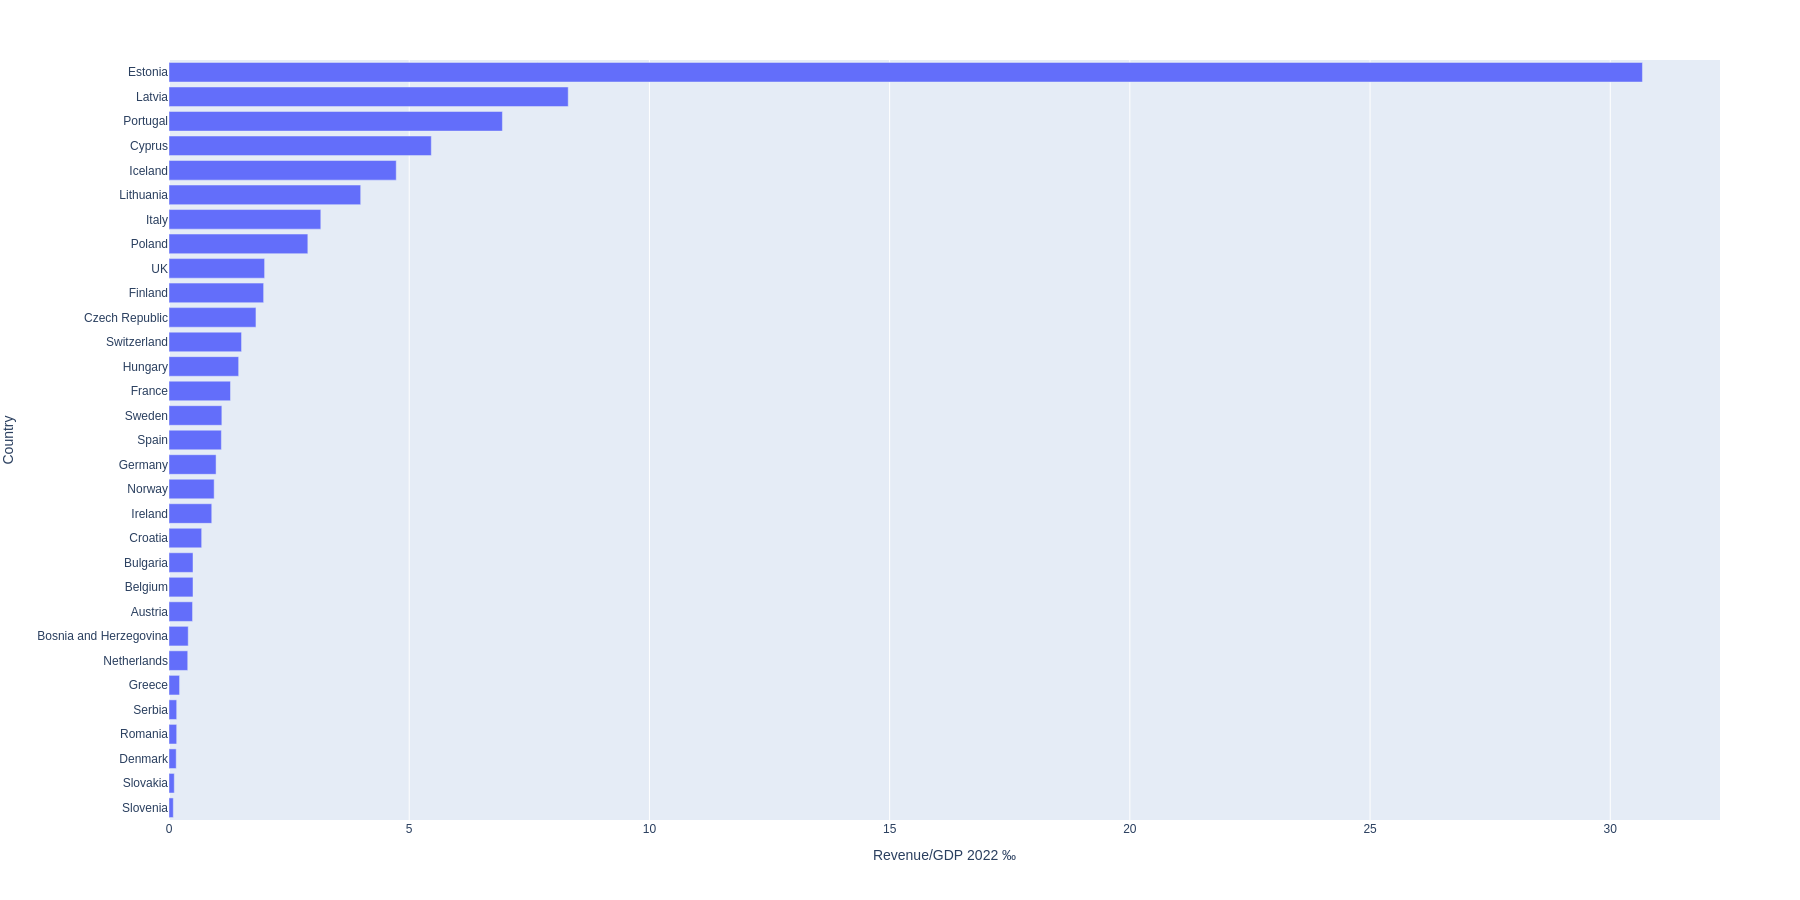 Estonia
Latvia
Portugal
Cyprus
Iceland
Lithuania
Italy
Poland
UK
Finland
Czech Republic
Switzerland
Hungary
France
Sweden
Spain
Germany
Norway
Ireland
Croatia
Bulgaria
Belgium
Austria
Bosnia and Herzegovina
Netherlands
Greece
Serbia
Romania
Denmark
Slovakia
Slovenia
Country
0 5 10 15 20 25 30
Revenue/GDP 2022 ‰